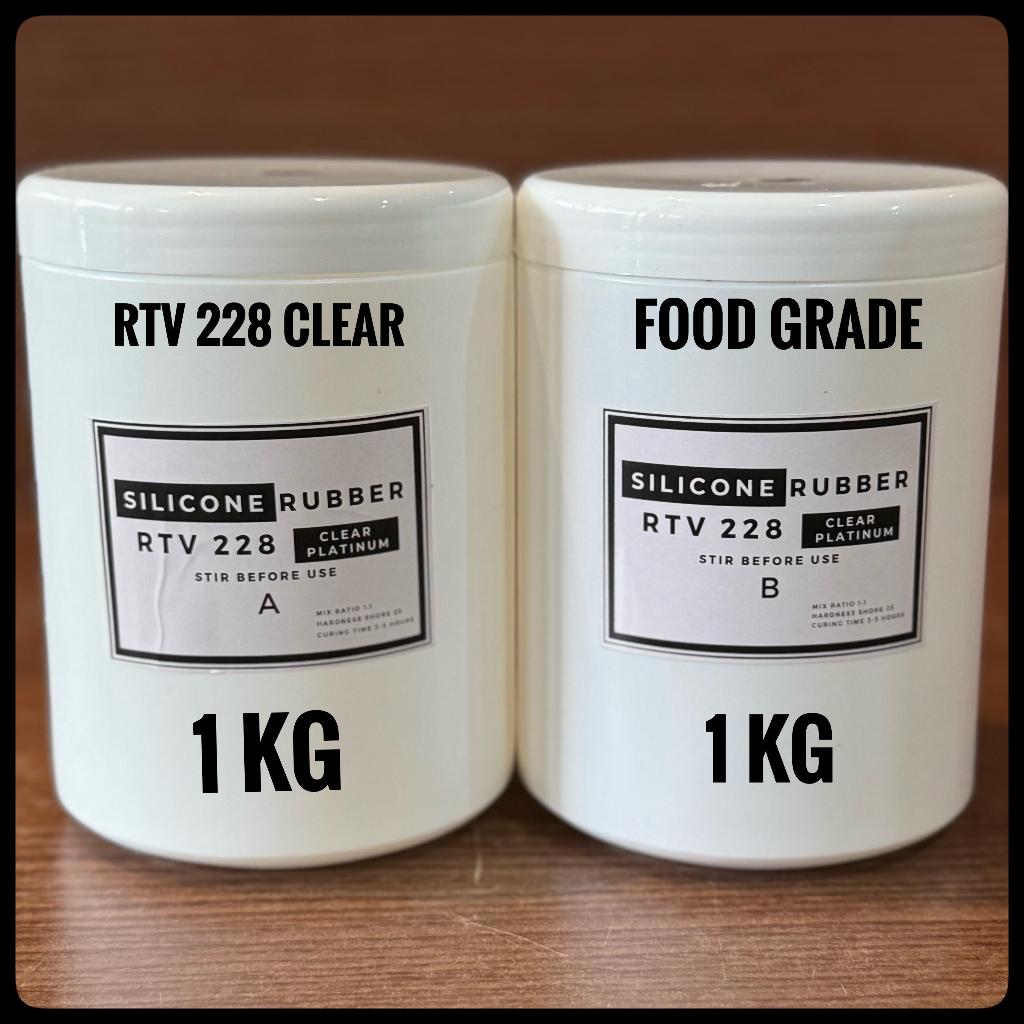 RTV 228 CLEAR
SILICONE RUBBER
RTV 228 CLEAR PLATINUM
STIR BEFORE USE
A
MIX RATIO 1:1
HARDNESS SHORE 25
CURING TIME 3-5 HOURS
1 KG
FOOD GRADE
SILICONE RUBBER
RTV 228 CLEAR PLATINUM
STIR BEFORE USE
B
MIX RATIO 1:1
HARDNESS SHORE 25
CURING TIME 3-5 HOURS
1 KG